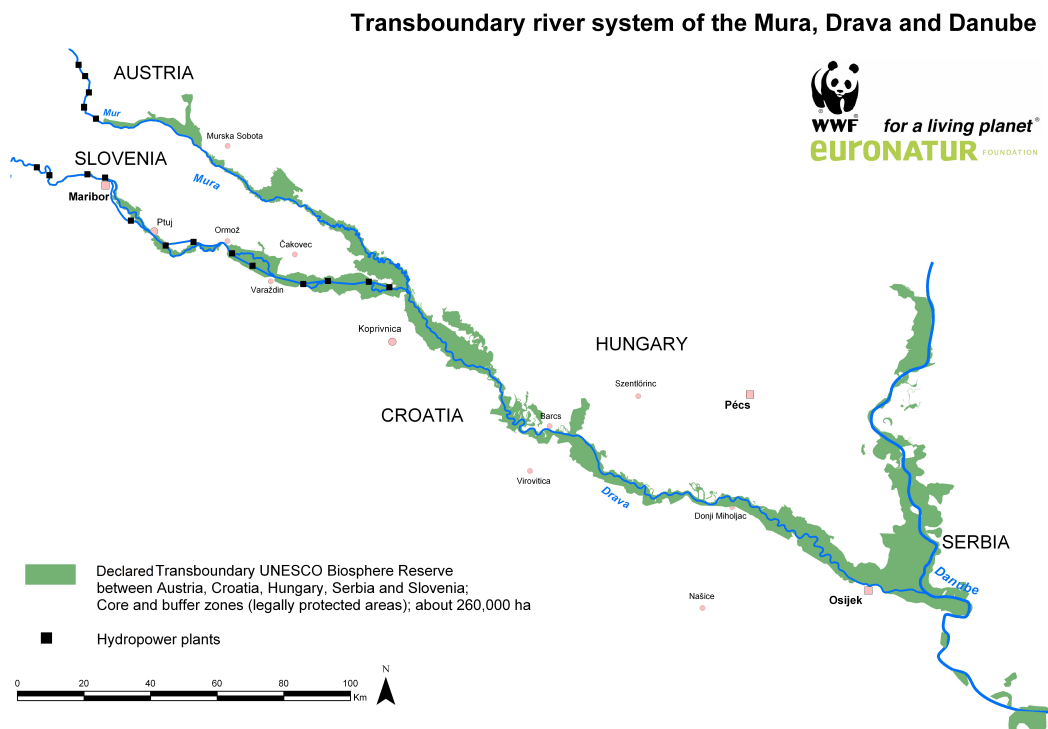 Transboundary river system of the Mura, Drava and Danube
WWF
for a living planet®
euroNATUR FOUNDATION
AUSTRIA
Mur
Murska Sobota
SLOVENIA
Mura
Maribor
Ptuj
Ormož
Čakovec
Varaždin
Koprivnica
HUNGARY
Szentlőrinc
Pécs
CROATIA
Barcs
Virovitica
Drava
Donji Miholjac
SERBIA
Danube
Osijek
Našice
Declared Transboundary UNESCO Biosphere Reserve
between Austria, Croatia, Hungary, Serbia and Slovenia;
Core and buffer zones (legally protected areas); about 260,000 ha
Hydropower plants
N
0 20 40 60 80 100
Km